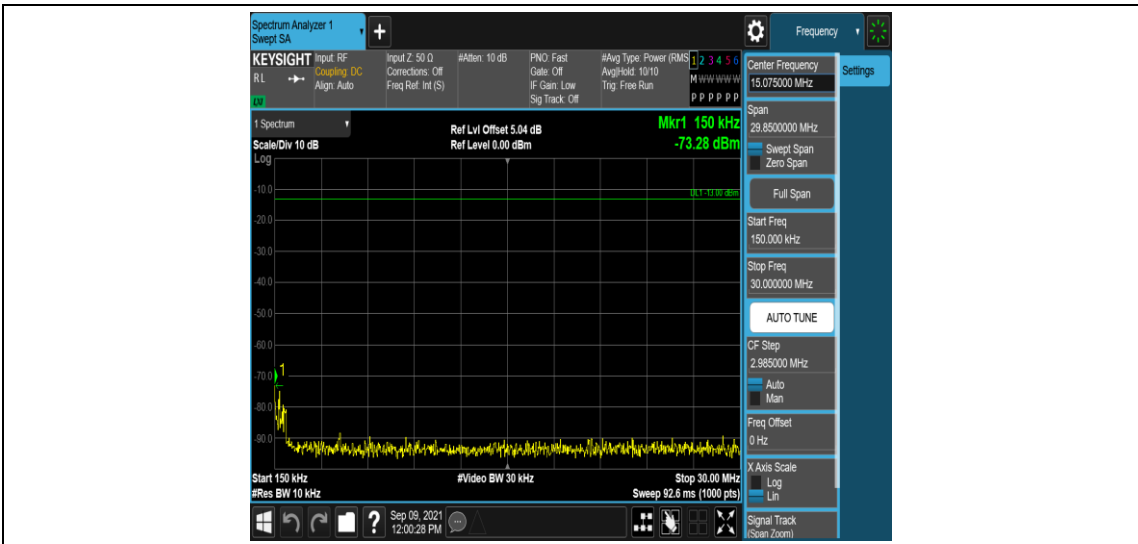 Spectrum Analyzer 1
Swept SA
+
Frequency
KEYSIGHT
RL
LXI
Input: RF
Coupling: DC
Align: Auto
Input Z: 50 Ω
Corrections: Off
Freq Ref: Int (S)
#Atten: 10 dB
PNO: Fast
Gate: Off
IF Gain: Low
Sig Track: Off
#Avg Type: Power (RMS
Avg|Hold: 10/10
Trig: Free Run
1 2 3 4 5 6
M W W W W W
P P P P P P
Center Frequency
15.075000 MHz
Settings
Span
29.8500000 MHz
Swept Span
Zero Span
Full Span
Start Freq
150.000 kHz
Stop Freq
30.000000 MHz
AUTO TUNE
CF Step
2.985000 MHz
Auto
Man
Freq Offset
0 Hz
X Axis Scale
Log
Lin
Signal Track
(Span Zoom)
1 Spectrum
Scale/Div 10 dB
Log
Ref Lvl Offset 5.04 dB
Ref Level 0.00 dBm
Mkr1 150 kHz
-73.28 dBm
DL1 -13.00 dBm
-10.0
-20.0
-30.0
-40.0
-50.0
-60.0
-70.0
-80.0
-90.0
1
Start 150 kHz
#Res BW 10 kHz
#Video BW 30 kHz
Stop 30.00 MHz
Sweep 92.6 ms (1000 pts)
?
Sep 09, 2021
12:00:28 PM